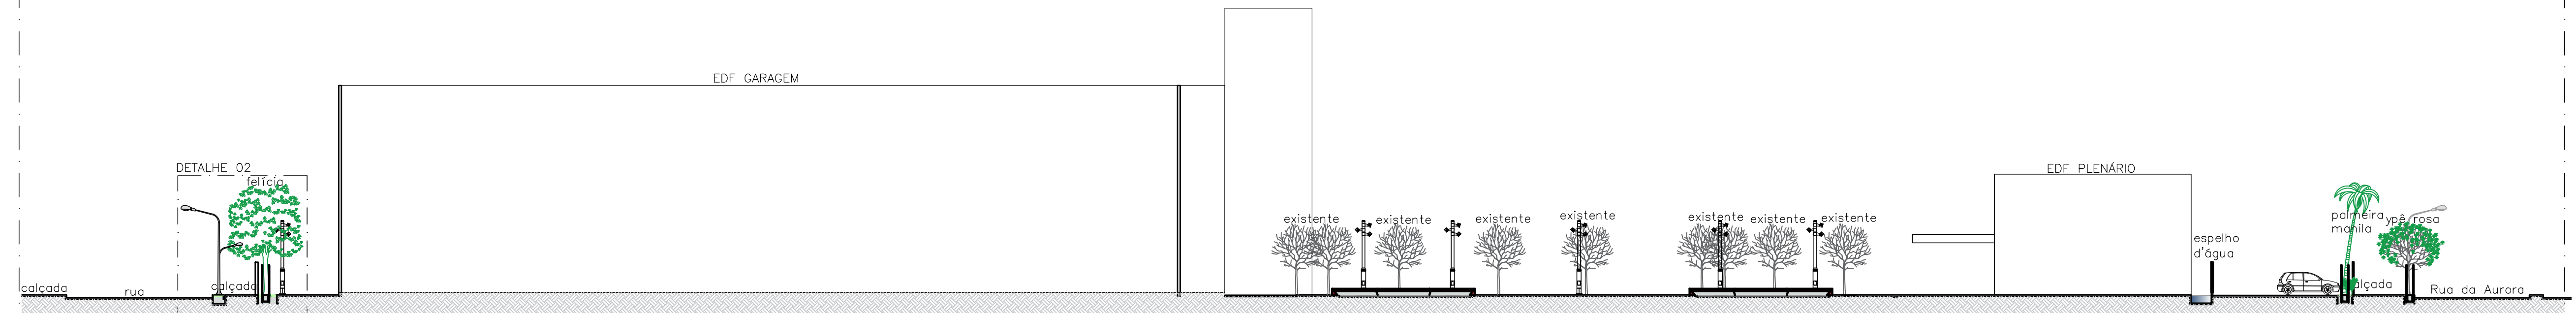 EDF GARAGEM
DETALHE 02
felícia
EDF PLENÁRIO
existente
existente
existente
existente
existente
existente
existente
palmeira
manila
ypê rosa
espelho
d'água
calçada
rua
calçada
calçada
Rua da Aurora